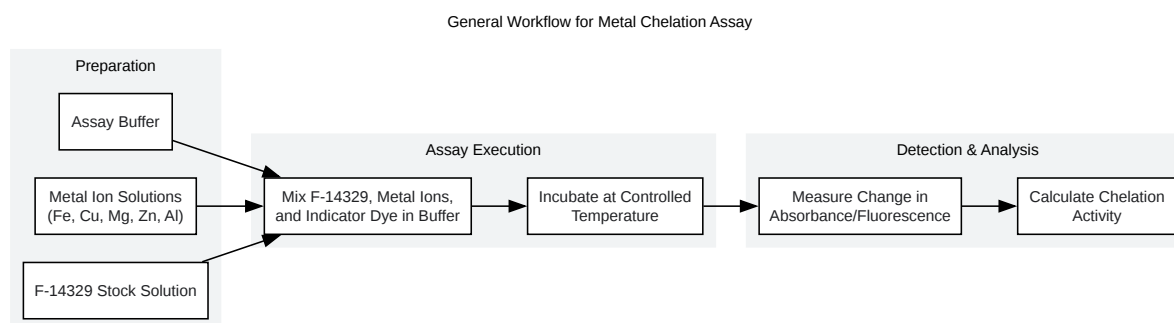 General Workflow for Metal Chelation Assay
Preparation
Assay Buffer
Metal Ion Solutions
(Fe, Cu, Mg, Zn, Al)
F-14329 Stock Solution
Assay Execution
Mix F-14329, Metal Ions,
and Indicator Dye in Buffer
Incubate at Controlled
Temperature
Detection & Analysis
Measure Change in
Absorbance/Fluorescence
Calculate Chelation
Activity